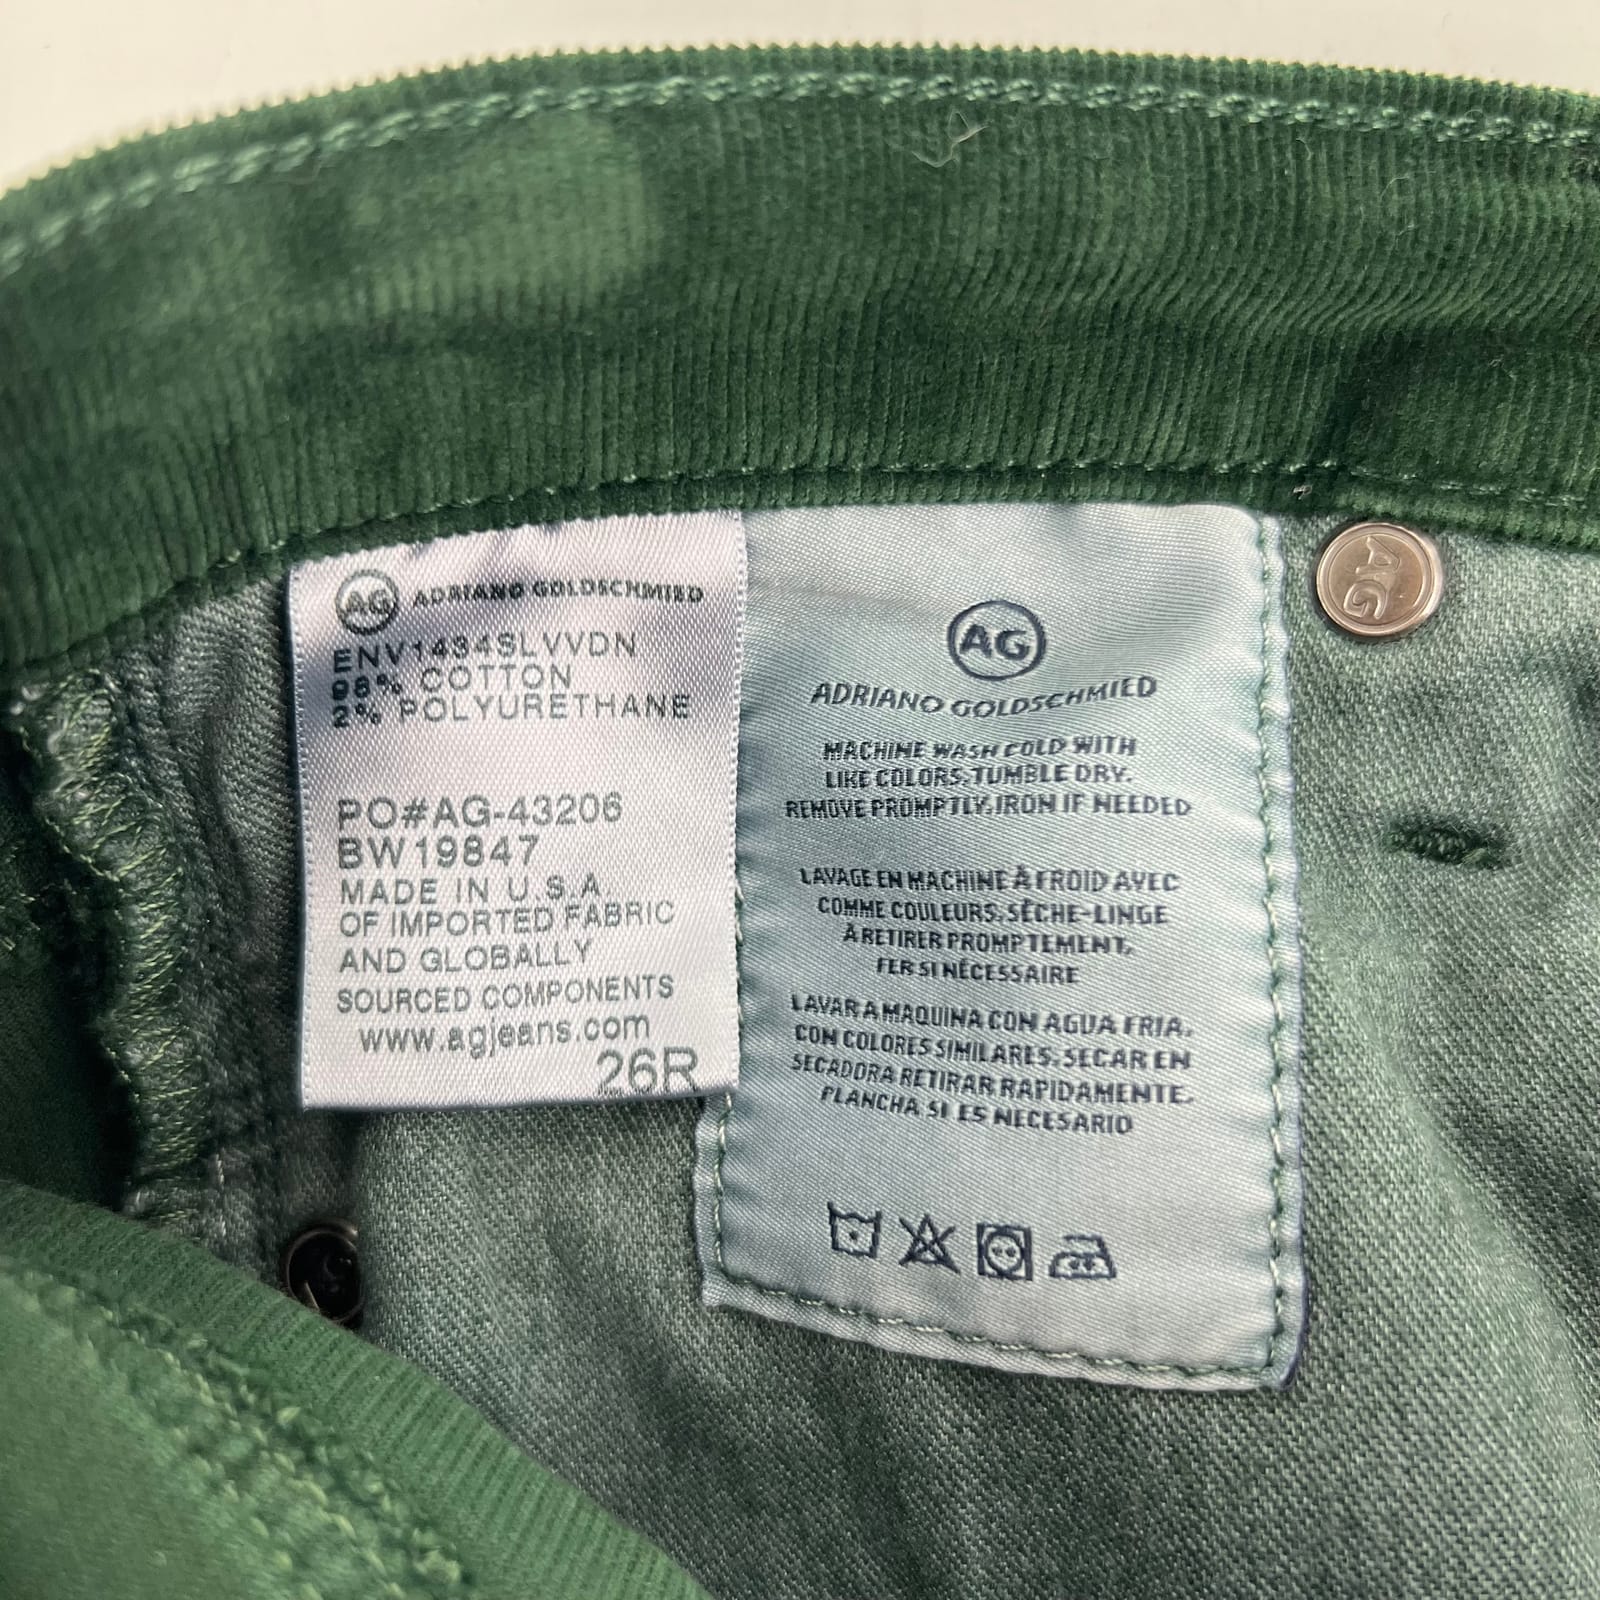 AG ADRIANO GOLDSCHMIED
ENV1434SLVVDN
98% COTTON
2% POLYURETHANE
PO#AG-43206
BW19847
MADE IN U.S.A.
OF IMPORTED FABRIC
AND GLOBALLY
SOURCED COMPONENTS
www.agjeans.com
26R
AG
ADRIANO GOLDSCHMIED
MACHINE WASH COLD WITH
LIKE COLORS. TUMBLE DRY.
REMOVE PROMPTLY. IRON IF NEEDED
LAVAGE EN MACHINE À FROID AVEC
COMME COULEURS. SÈCHE-LINGE
À RETIRER PROMPTEMENT,
FER SI NÉCESSAIRE
LAVAR A MAQUINA CON AGUA FRIA,
CON COLORES SIMILARES. SECAR EN
SECADORA RETIRAR RAPIDAMENTE.
PLANCHA SI ES NECESARIO
AG